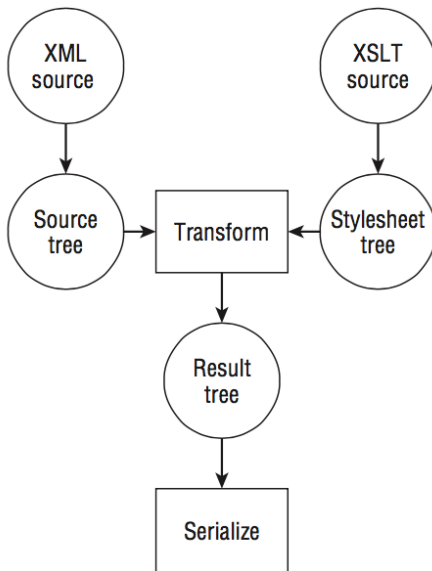 XML
source
XSLT
source
Source
tree
Transform
Stylesheet
tree
Result
tree
Serialize